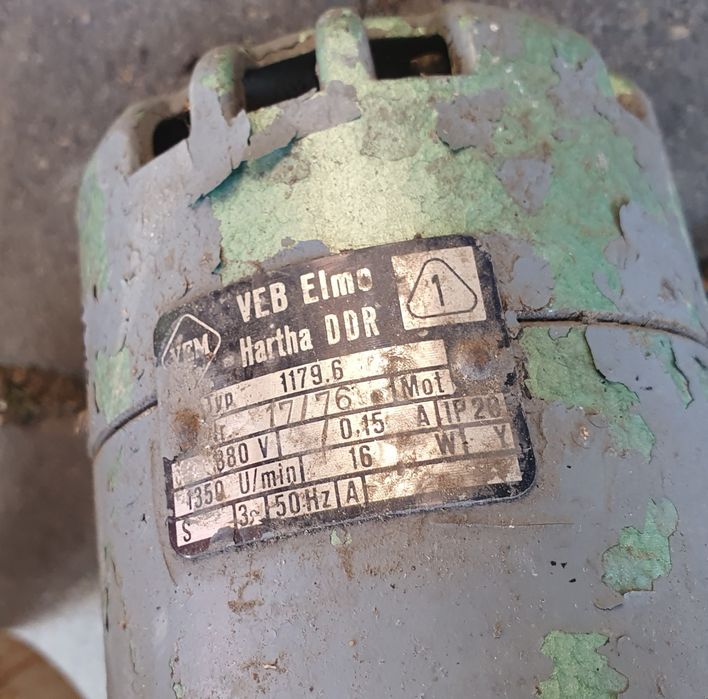 VEB Elmo
Hartha DDR
1
VEM
Typ 1179.6
Nr. 17/76 Mot
380 V 0,15 A IP 20
1350 U/min 16 W Y
S 3~ 50 Hz A